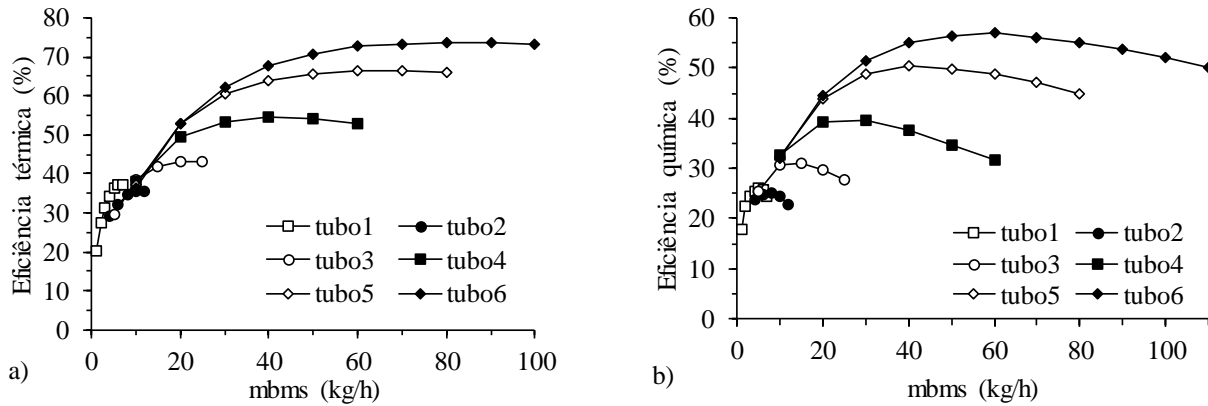 80
70
60
50
40
30
20
10
0
Eficiência térmica (%)
tubo1 tubo2
tubo3 tubo4
tubo5 tubo6
0 20 40 60 80 100
mbms (kg/h)
a)
60
50
40
30
20
10
0
Eficiência química (%)
tubo1 tubo2
tubo3 tubo4
tubo5 tubo6
0 20 40 60 80 100
mbms (kg/h)
b)